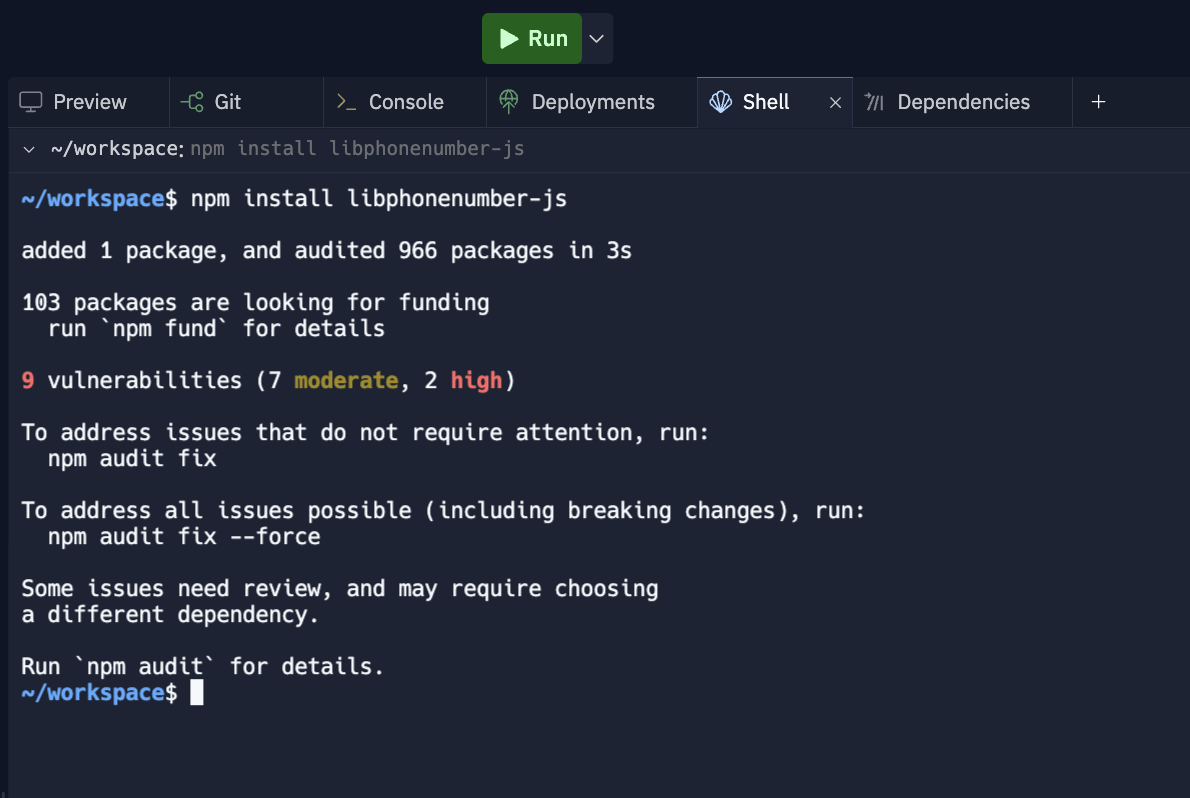 Run
Preview Git Console Deployments Shell Dependencies
~/workspace: npm install libphonenumber-js
~/workspace$ npm install libphonenumber-js
added 1 package, and audited 966 packages in 3s
103 packages are looking for funding
  run `npm fund` for details
9 vulnerabilities (7 moderate, 2 high)
To address issues that do not require attention, run:
  npm audit fix
To address all issues possible (including breaking changes), run:
  npm audit fix --force
Some issues need review, and may require choosing
a different dependency.
Run `npm audit` for details.
~/workspace$